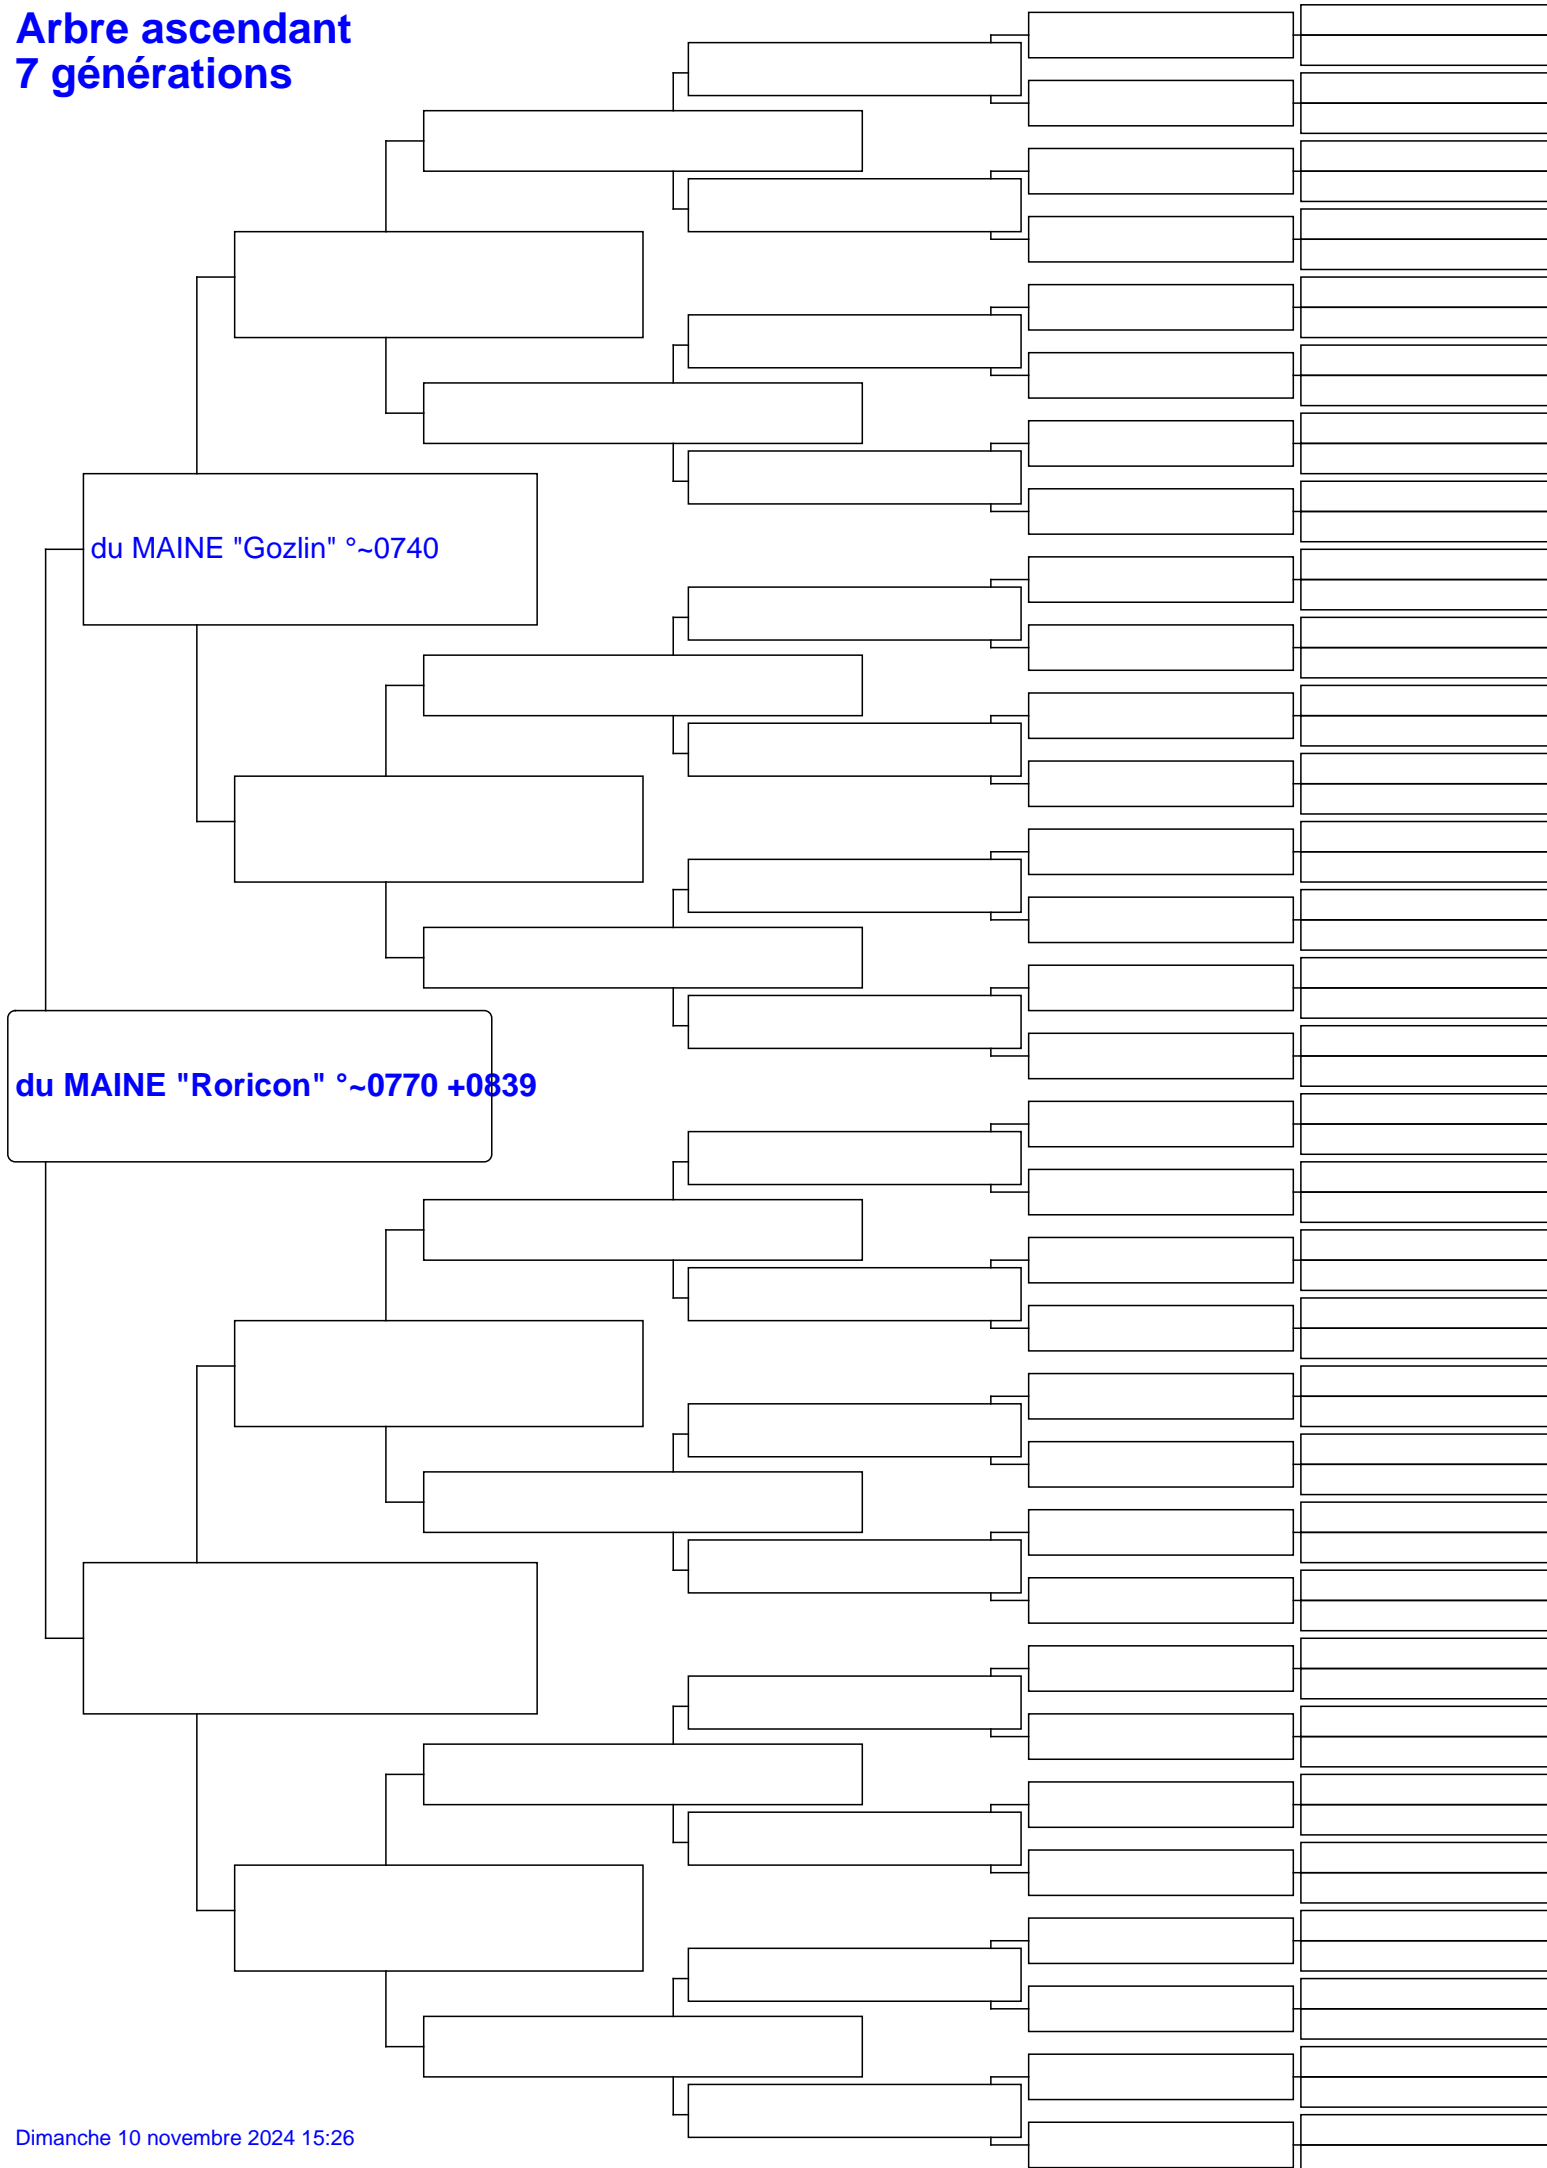 Arbre ascendant
7 générations
du MAINE "Gozlin" °~0740
du MAINE "Roricon" °~0770 +0839
Dimanche 10 novembre 2024 15:26